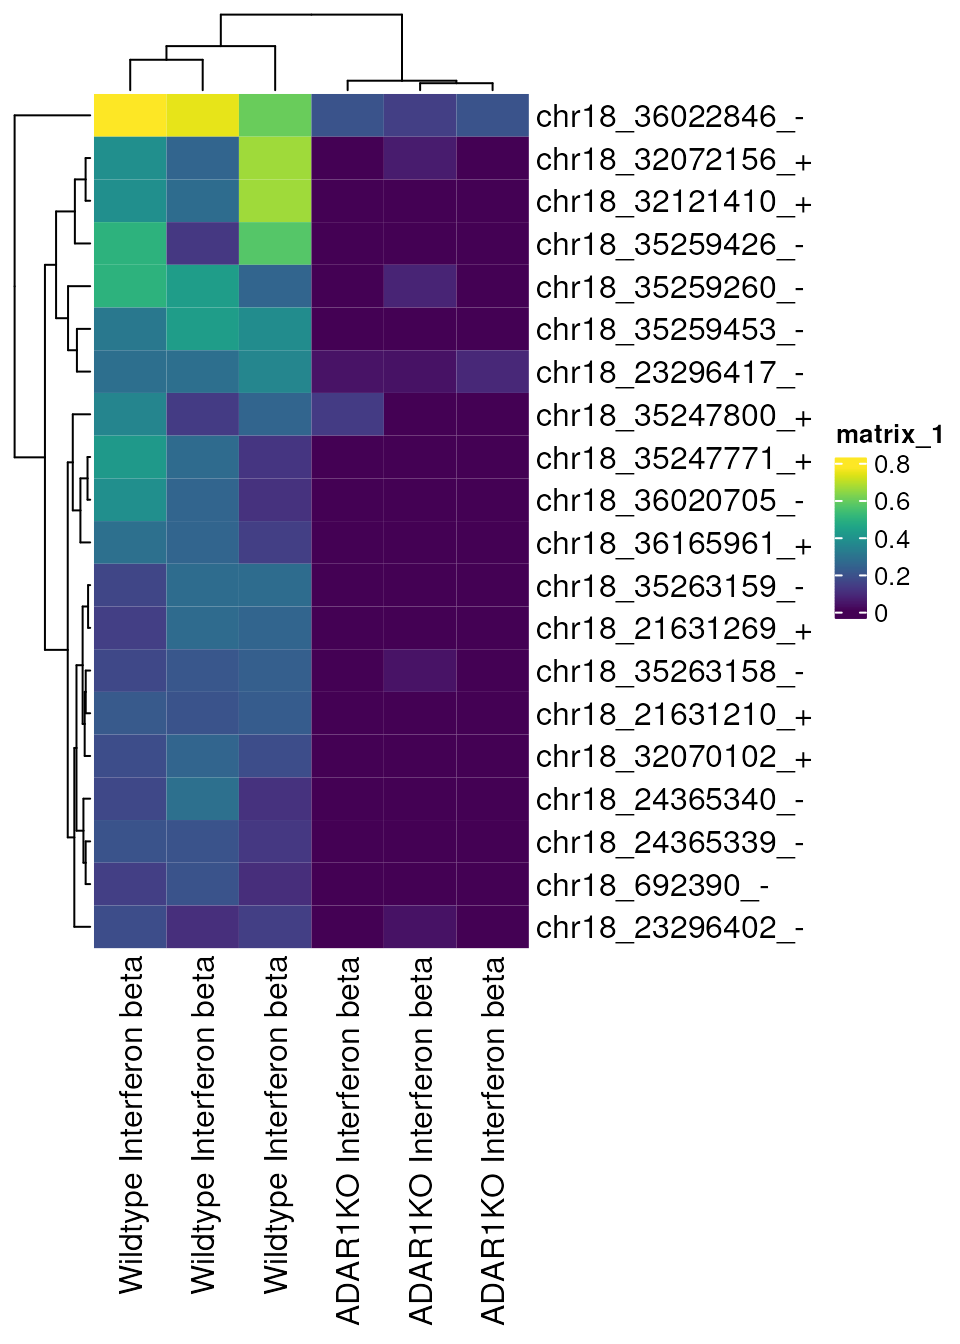 chr18_36022846_-
chr18_32072156_+
chr18_32121410_+
chr18_35259426_-
chr18_35259260_-
chr18_35259453_-
chr18_23296417_-
chr18_35247800_+
chr18_35247771_+
chr18_36020705_-
chr18_36165961_+
chr18_35263159_-
chr18_21631269_+
chr18_35263158_-
chr18_21631210_+
chr18_32070102_+
chr18_24365340_-
chr18_24365339_-
chr18_692390_-
chr18_23296402_-
matrix_1
0.8
0.6
0.4
0.2
0
Wildtype Interferon beta
Wildtype Interferon beta
Wildtype Interferon beta
ADAR1KO Interferon beta
ADAR1KO Interferon beta
ADAR1KO Interferon beta